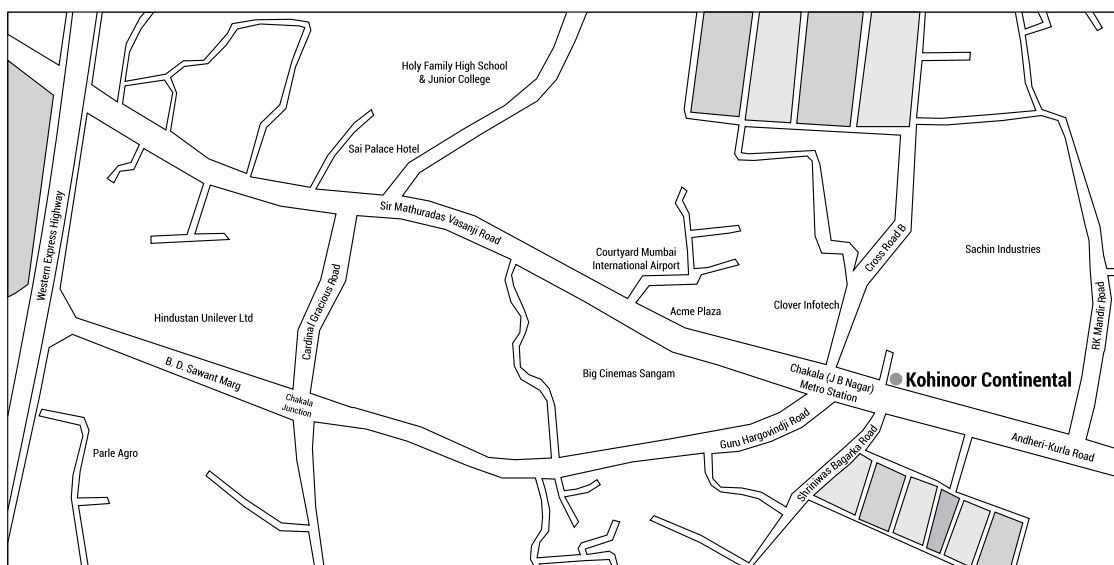 Holy Family High School
& Junior College
Sai Palace Hotel
Sir Mathuradas Vasanji Road
Western Express Highway
Courtyard Mumbai
International Airport
Cross Road B
Sachin Industries
Cardinal Gracious Road
Acme Plaza
Clover Infotech
RK Mandir Road
Hindustan Unilever Ltd
B. D. Sawant Marg
Big Cinemas Sangam
Chakala (J B Nagar)
Metro Station
Kohinoor Continental
Chakala
Junction
Guru Hargovindji Road
Andheri-Kurla Road
Parle Agro
Shriniwas Bagarka Road